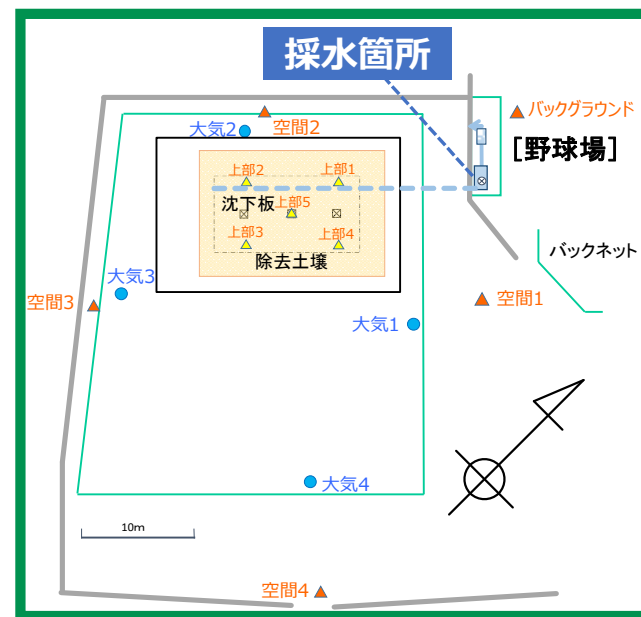 採水箇所
バックグラウンド
大気2
空間2
[野球場]
上部2
上部1
沈下板
上部5
上部3
上部4
バックネット
除去土壌
大気3
空間3
空間1
大気1
大気4
10m
空間4